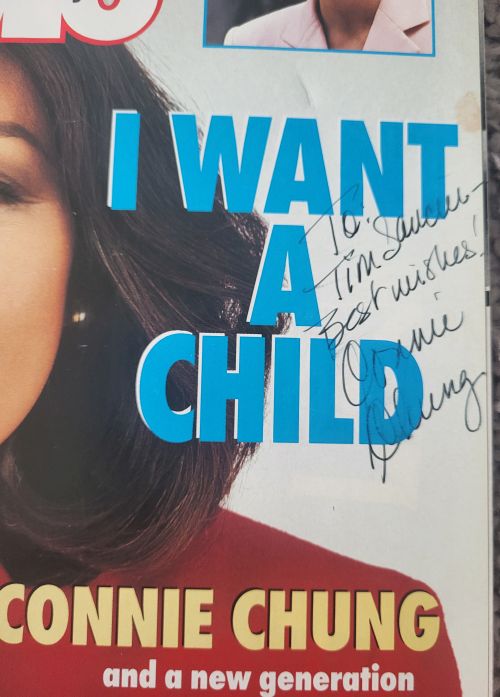 I WANT
A
CHILD
To:
Tim
Best wishes!
Connie
Chung
CONNIE CHUNG
and a new generation